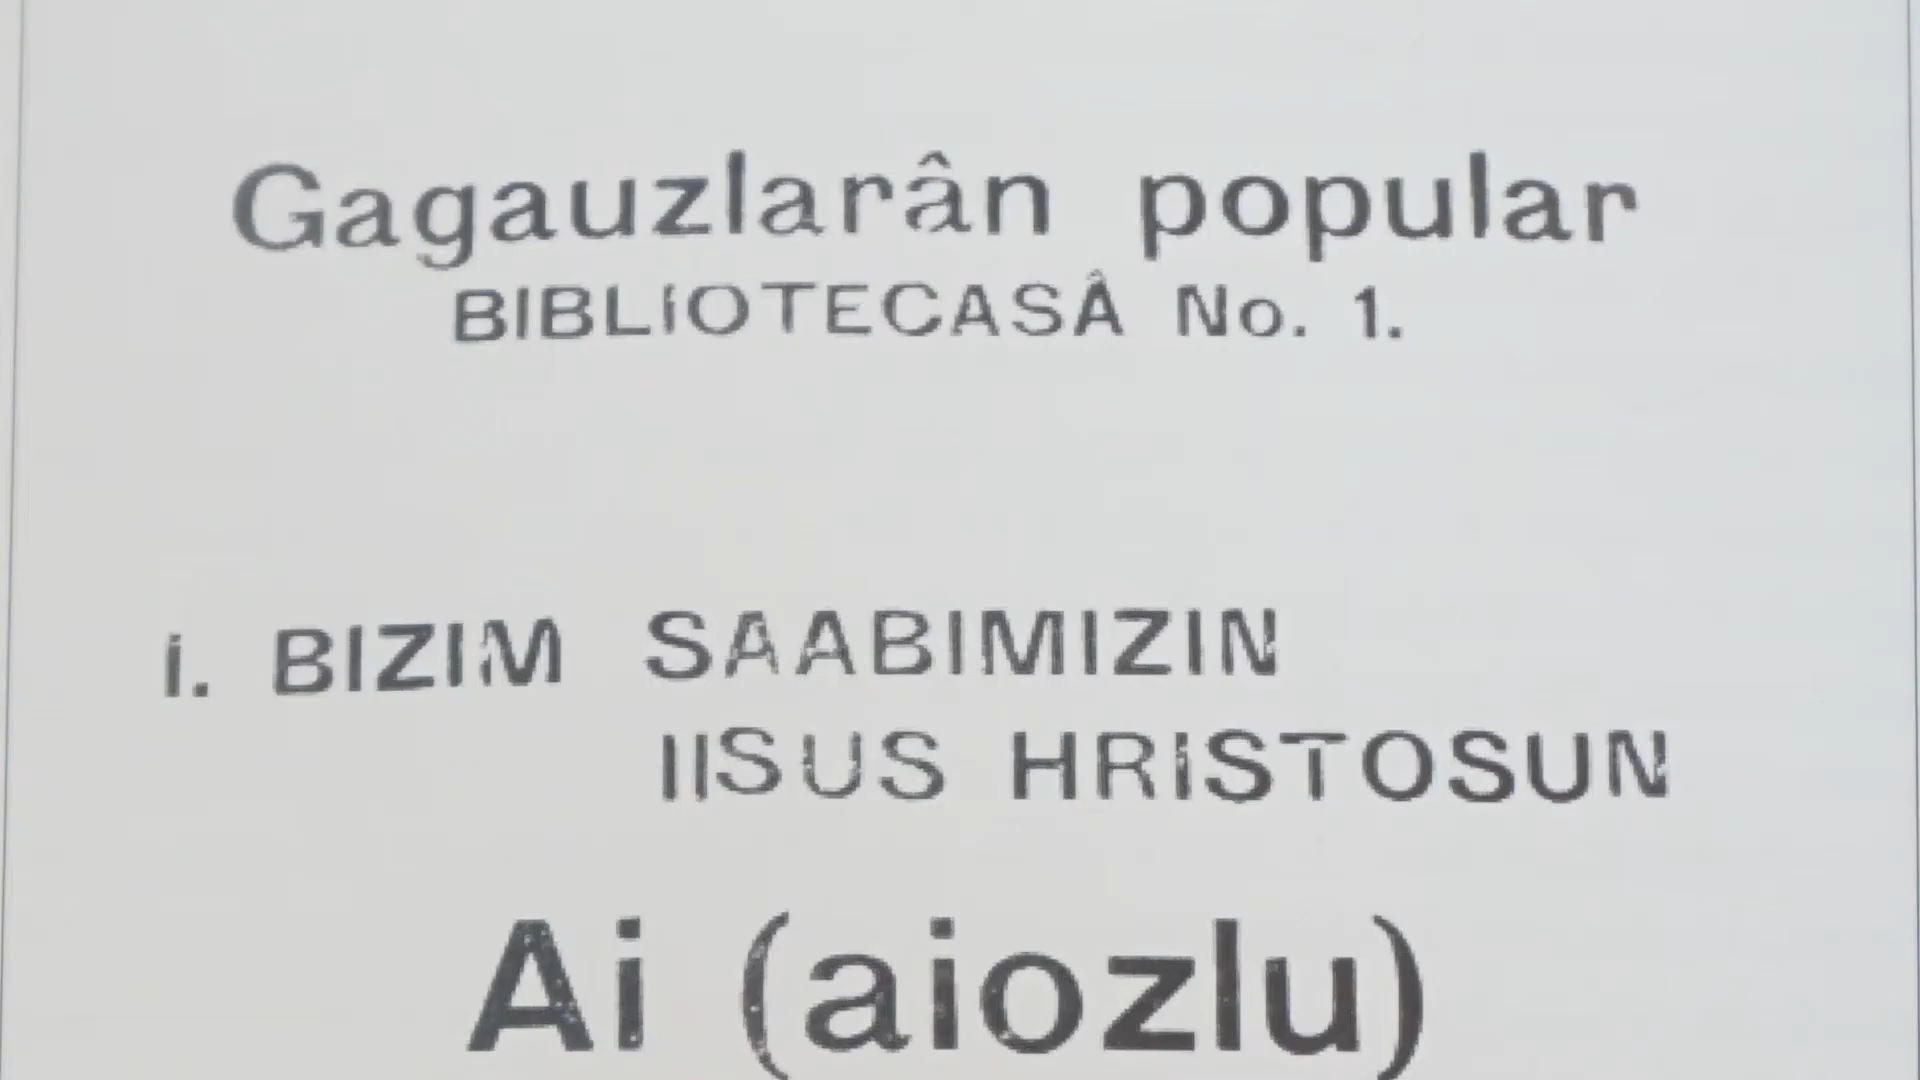 Gagauzlarân popular
BIBLIOTECASÂ No. 1.
i. BIZIM SAABIMIZIN
IISUS HRISTOSUN
Ai (aiozlu)